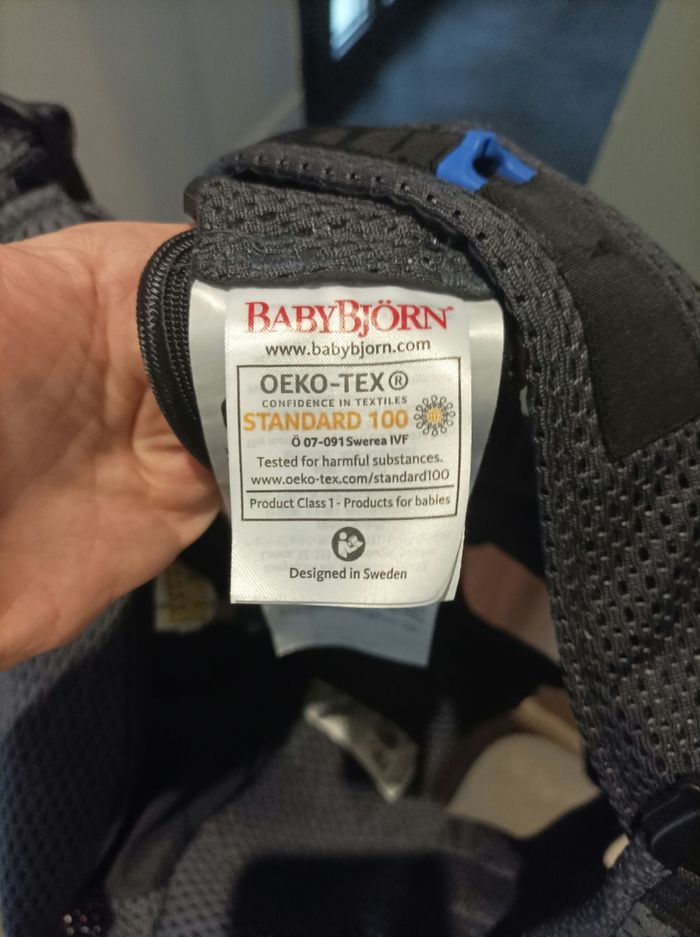 BABYBJÖRN
www.babybjorn.com
OEKO-TEX®
CONFIDENCE IN TEXTILES
STANDARD 100
Ö 07-091 Swerea IVF
Tested for harmful substances.
www.oeko-tex.com/standard100
Product Class 1 - Products for babies
Designed in Sweden